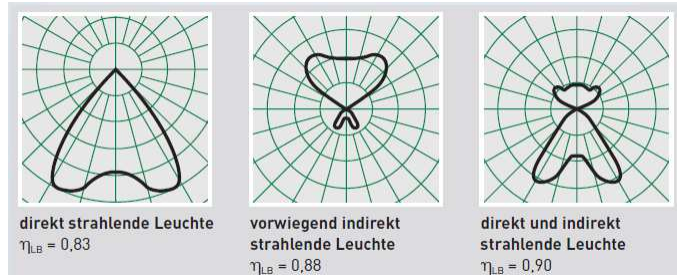 direkt strahlende Leuchte
η_LB = 0,83
vorwiegend indirekt
strahlende Leuchte
η_LB = 0,88
direkt und indirekt
strahlende Leuchte
η_LB = 0,90